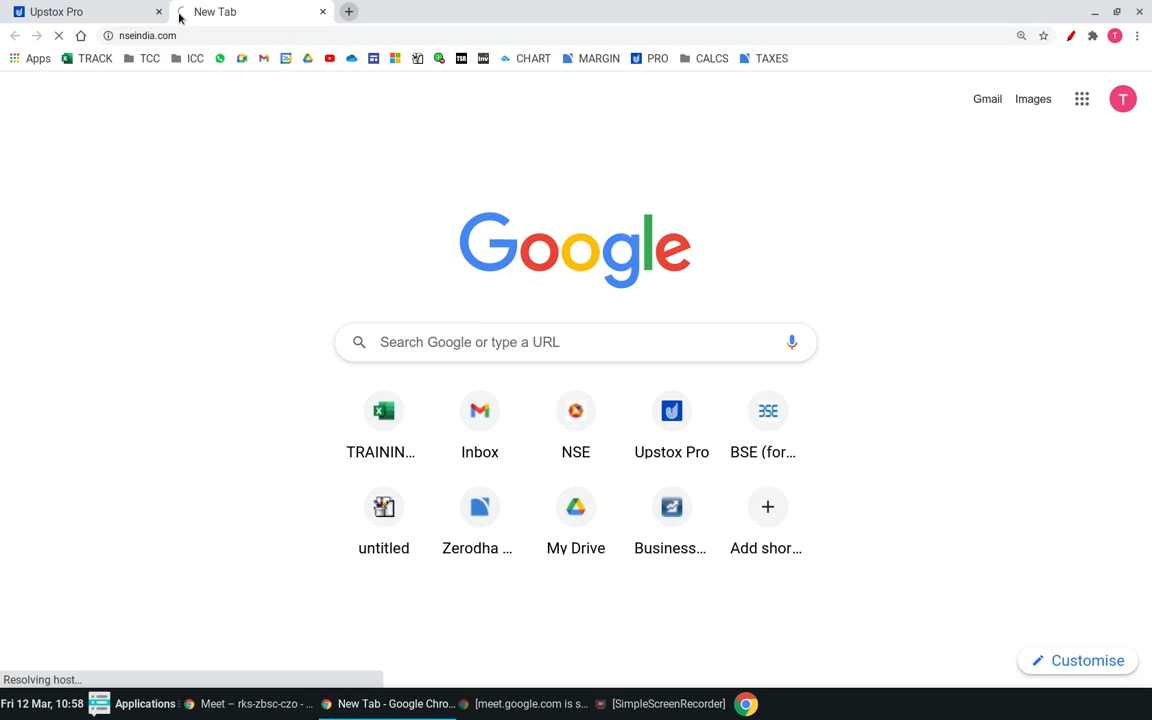 Upstox Pro
New Tab
nseindia.com
Apps TRACK TCC ICC CHART MARGIN PRO CALCS TAXES
Gmail Images T
Google
Search Google or type a URL
TRAININ... Inbox NSE Upstox Pro BSE (for...
untitled Zerodha ... My Drive Business... Add shor...
Customise
Resolving host...
Fri 12 Mar, 10:58 Applications Meet – rks-zbsc-czo - ... New Tab - Google Chro... [meet.google.com is s... [SimpleScreenRecorder]